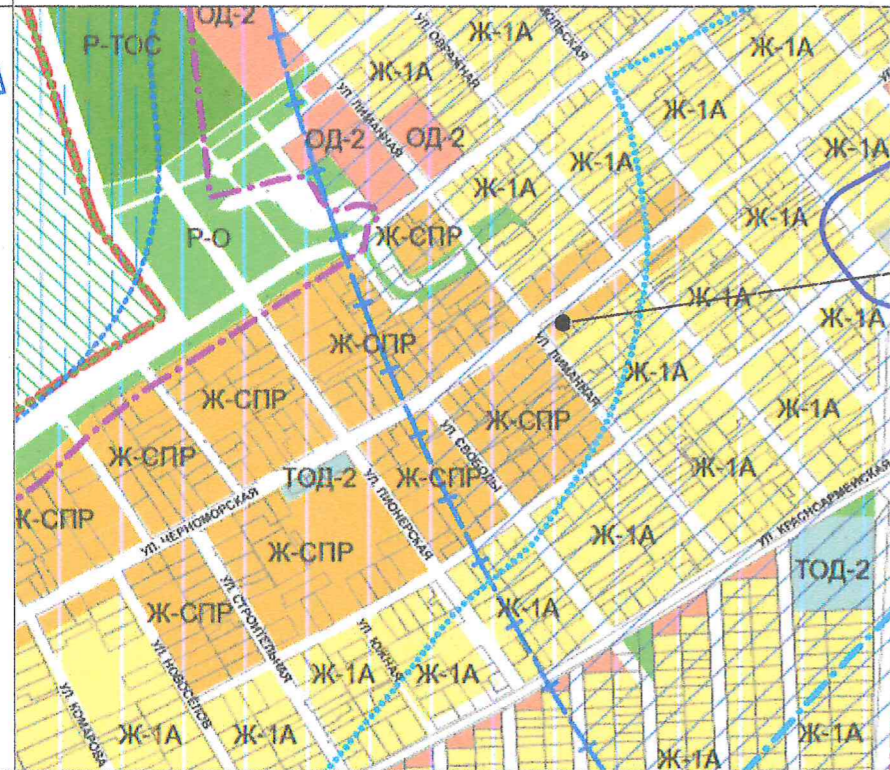 ОД-2
Р-ТОС
Ж-1А
УЛ. ОВРАЖНАЯ
Ж-1А
Ж-1А
УЛ. ЛИМАННАЯ
Ж-1А
ОД-2
ОД-2
Ж-1А
Ж-1А
Ж-1А
Р-О
Ж-СПР
Ж-1А
Ж-1А
Ж-1А
Ж-СПР
УЛ. ЛИМАННАЯ
Ж-1А
Ж-СПР
Ж-СПР
Ж-1А
Ж-СПР
УЛ. СВОБОДЫ
Ж-1А
ТОД-2
Ж-СПР
УЛ. КРАСНОАРМЕЙСКАЯ
УЛ. ЧЕРНОМОРСКАЯ
УЛ. ПИОНЕРСКАЯ
Ж-СПР
Ж-1А
ТОД-2
Ж-СПР
УЛ. СТРОИТЕЛЬНАЯ
Ж-1А
УЛ. ЮЖНАЯ
Ж-1А
Ж-1А
УЛ. НОВОСЕЛОВ
УЛ. КОМАРОВА
Ж-1А
Ж-1А
Ж-1А
Ж-1А